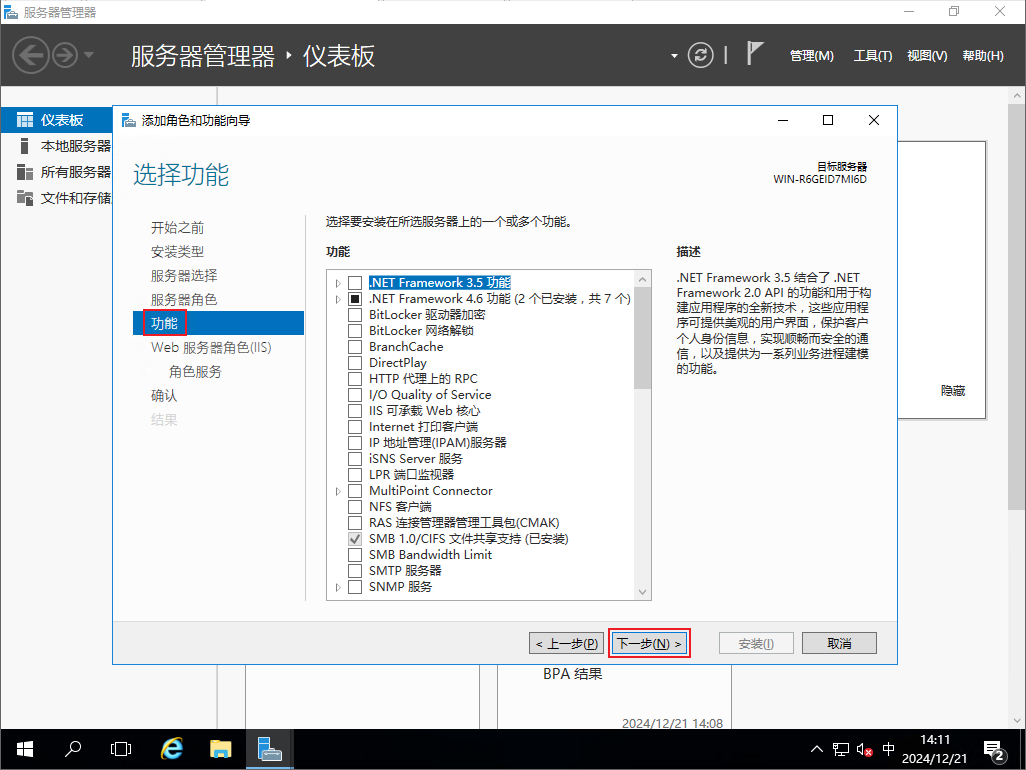 服务器管理器
服务器管理器 · 仪表板
管理(M) 工具(T) 视图(V) 帮助(H)
仪表板
本地服务器
所有服务器
文件和存储
添加角色和功能向导
选择功能
目标服务器
WIN-R6GEID7MI6D
开始之前
安装类型
服务器选择
服务器角色
功能
Web 服务器角色(IIS)
角色服务
确认
结果
选择要安装在所选服务器上的一个或多个功能。
功能
.NET Framework 3.5 功能
.NET Framework 4.6 功能 (2 个已安装，共 7 个)
BitLocker 驱动器加密
BitLocker 网络解锁
BranchCache
DirectPlay
HTTP 代理上的 RPC
I/O Quality of Service
IIS 可承载 Web 核心
Internet 打印客户端
IP 地址管理(IPAM)服务器
iSNS Server 服务
LPR 端口监视器
MultiPoint Connector
NFS 客户端
RAS 连接管理器管理工具包(CMAK)
SMB 1.0/CIFS 文件共享支持 (已安装)
SMB Bandwidth Limit
SMTP 服务器
SNMP 服务
描述
.NET Framework 3.5 结合了 .NET
Framework 2.0 API 的功能和用于构
建应用程序的全新技术，这些应用程
序可提供美观的用户界面，保护客户
个人身份信息，实现顺畅而安全的通
信，以及提供为一系列业务进程建模
的功能。
隐藏
< 上一步(P) 下一步(N) > 安装(I) 取消
BPA 结果
2024/12/21 14:08
中
14:11
2024/12/21
2